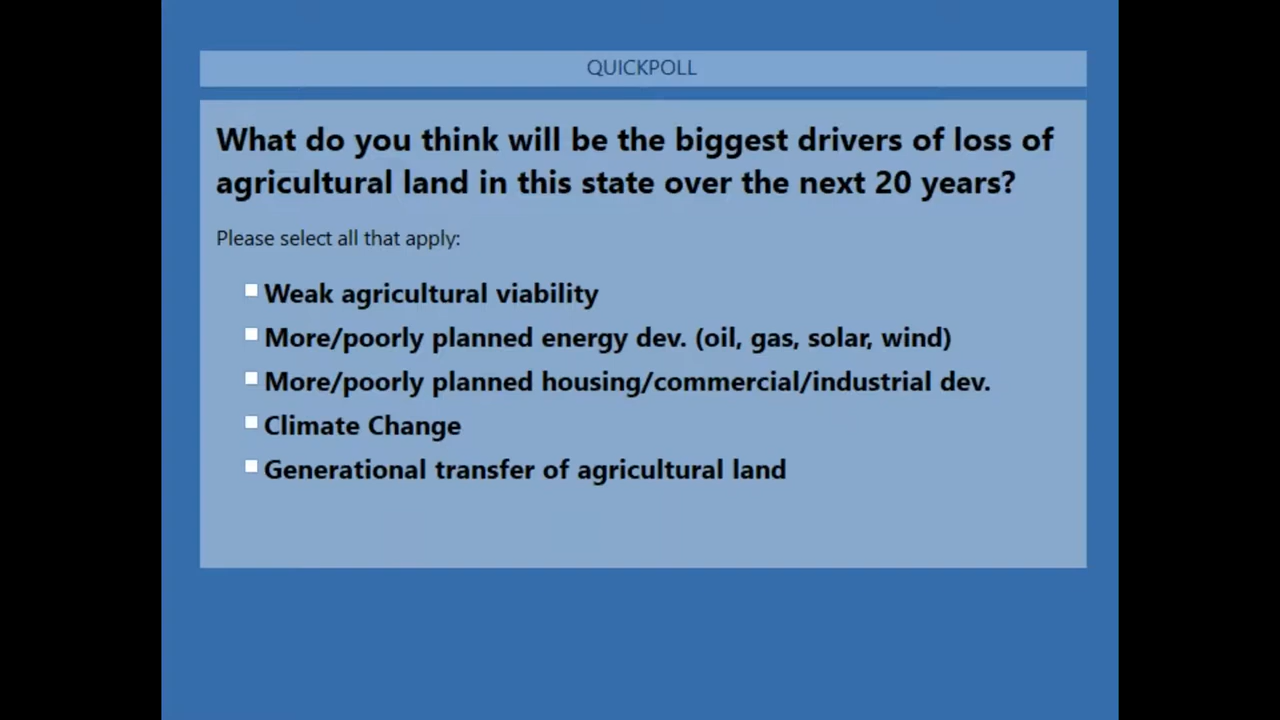 QUICKPOLL
What do you think will be the biggest drivers of loss of
agricultural land in this state over the next 20 years?
Please select all that apply:
Weak agricultural viability
More/poorly planned energy dev. (oil, gas, solar, wind)
More/poorly planned housing/commercial/industrial dev.
Climate Change
Generational transfer of agricultural land